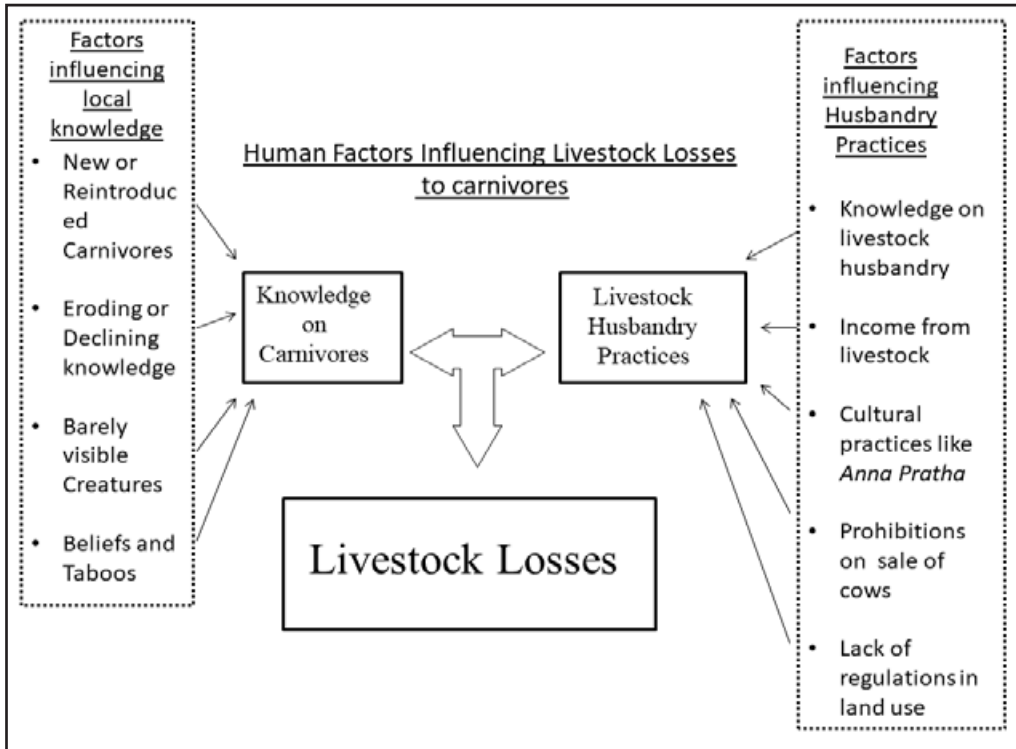 Factors
influencing
local
knowledge
• New or
Reintroduc
ed
Carnivores
• Eroding or
Declining
knowledge
• Barely
visible
Creatures
• Beliefs and
Taboos
Human Factors Influencing Livestock Losses
to carnivores
Knowledge
on
Carnivores
Livestock
Husbandry
Practices
Livestock Losses
Factors
influencing
Husbandry
Practices
• Knowledge on
livestock
husbandry
• Income from
livestock
• Cultural
practices like
Anna Pratha
• Prohibitions
on sale of
cows
• Lack of
regulations in
land use